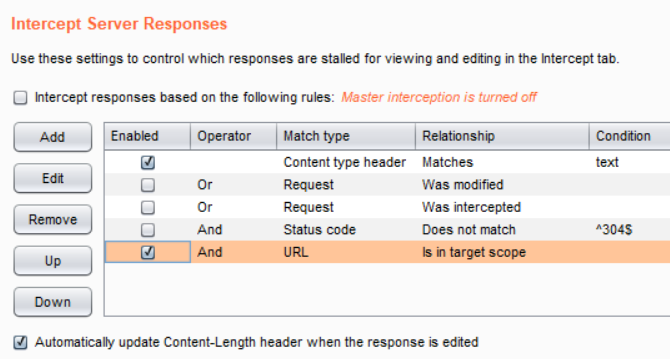 Intercept Server Responses
Use these settings to control which responses are stalled for viewing and editing in the Intercept tab.
Intercept responses based on the following rules: Master interception is turned off
Add
Edit
Remove
Up
Down
Enabled Operator Match type Relationship Condition
Content type header Matches text
Or Request Was modified
Or Request Was intercepted
And Status code Does not match ^304$
And URL Is in target scope
Automatically update Content-Length header when the response is edited